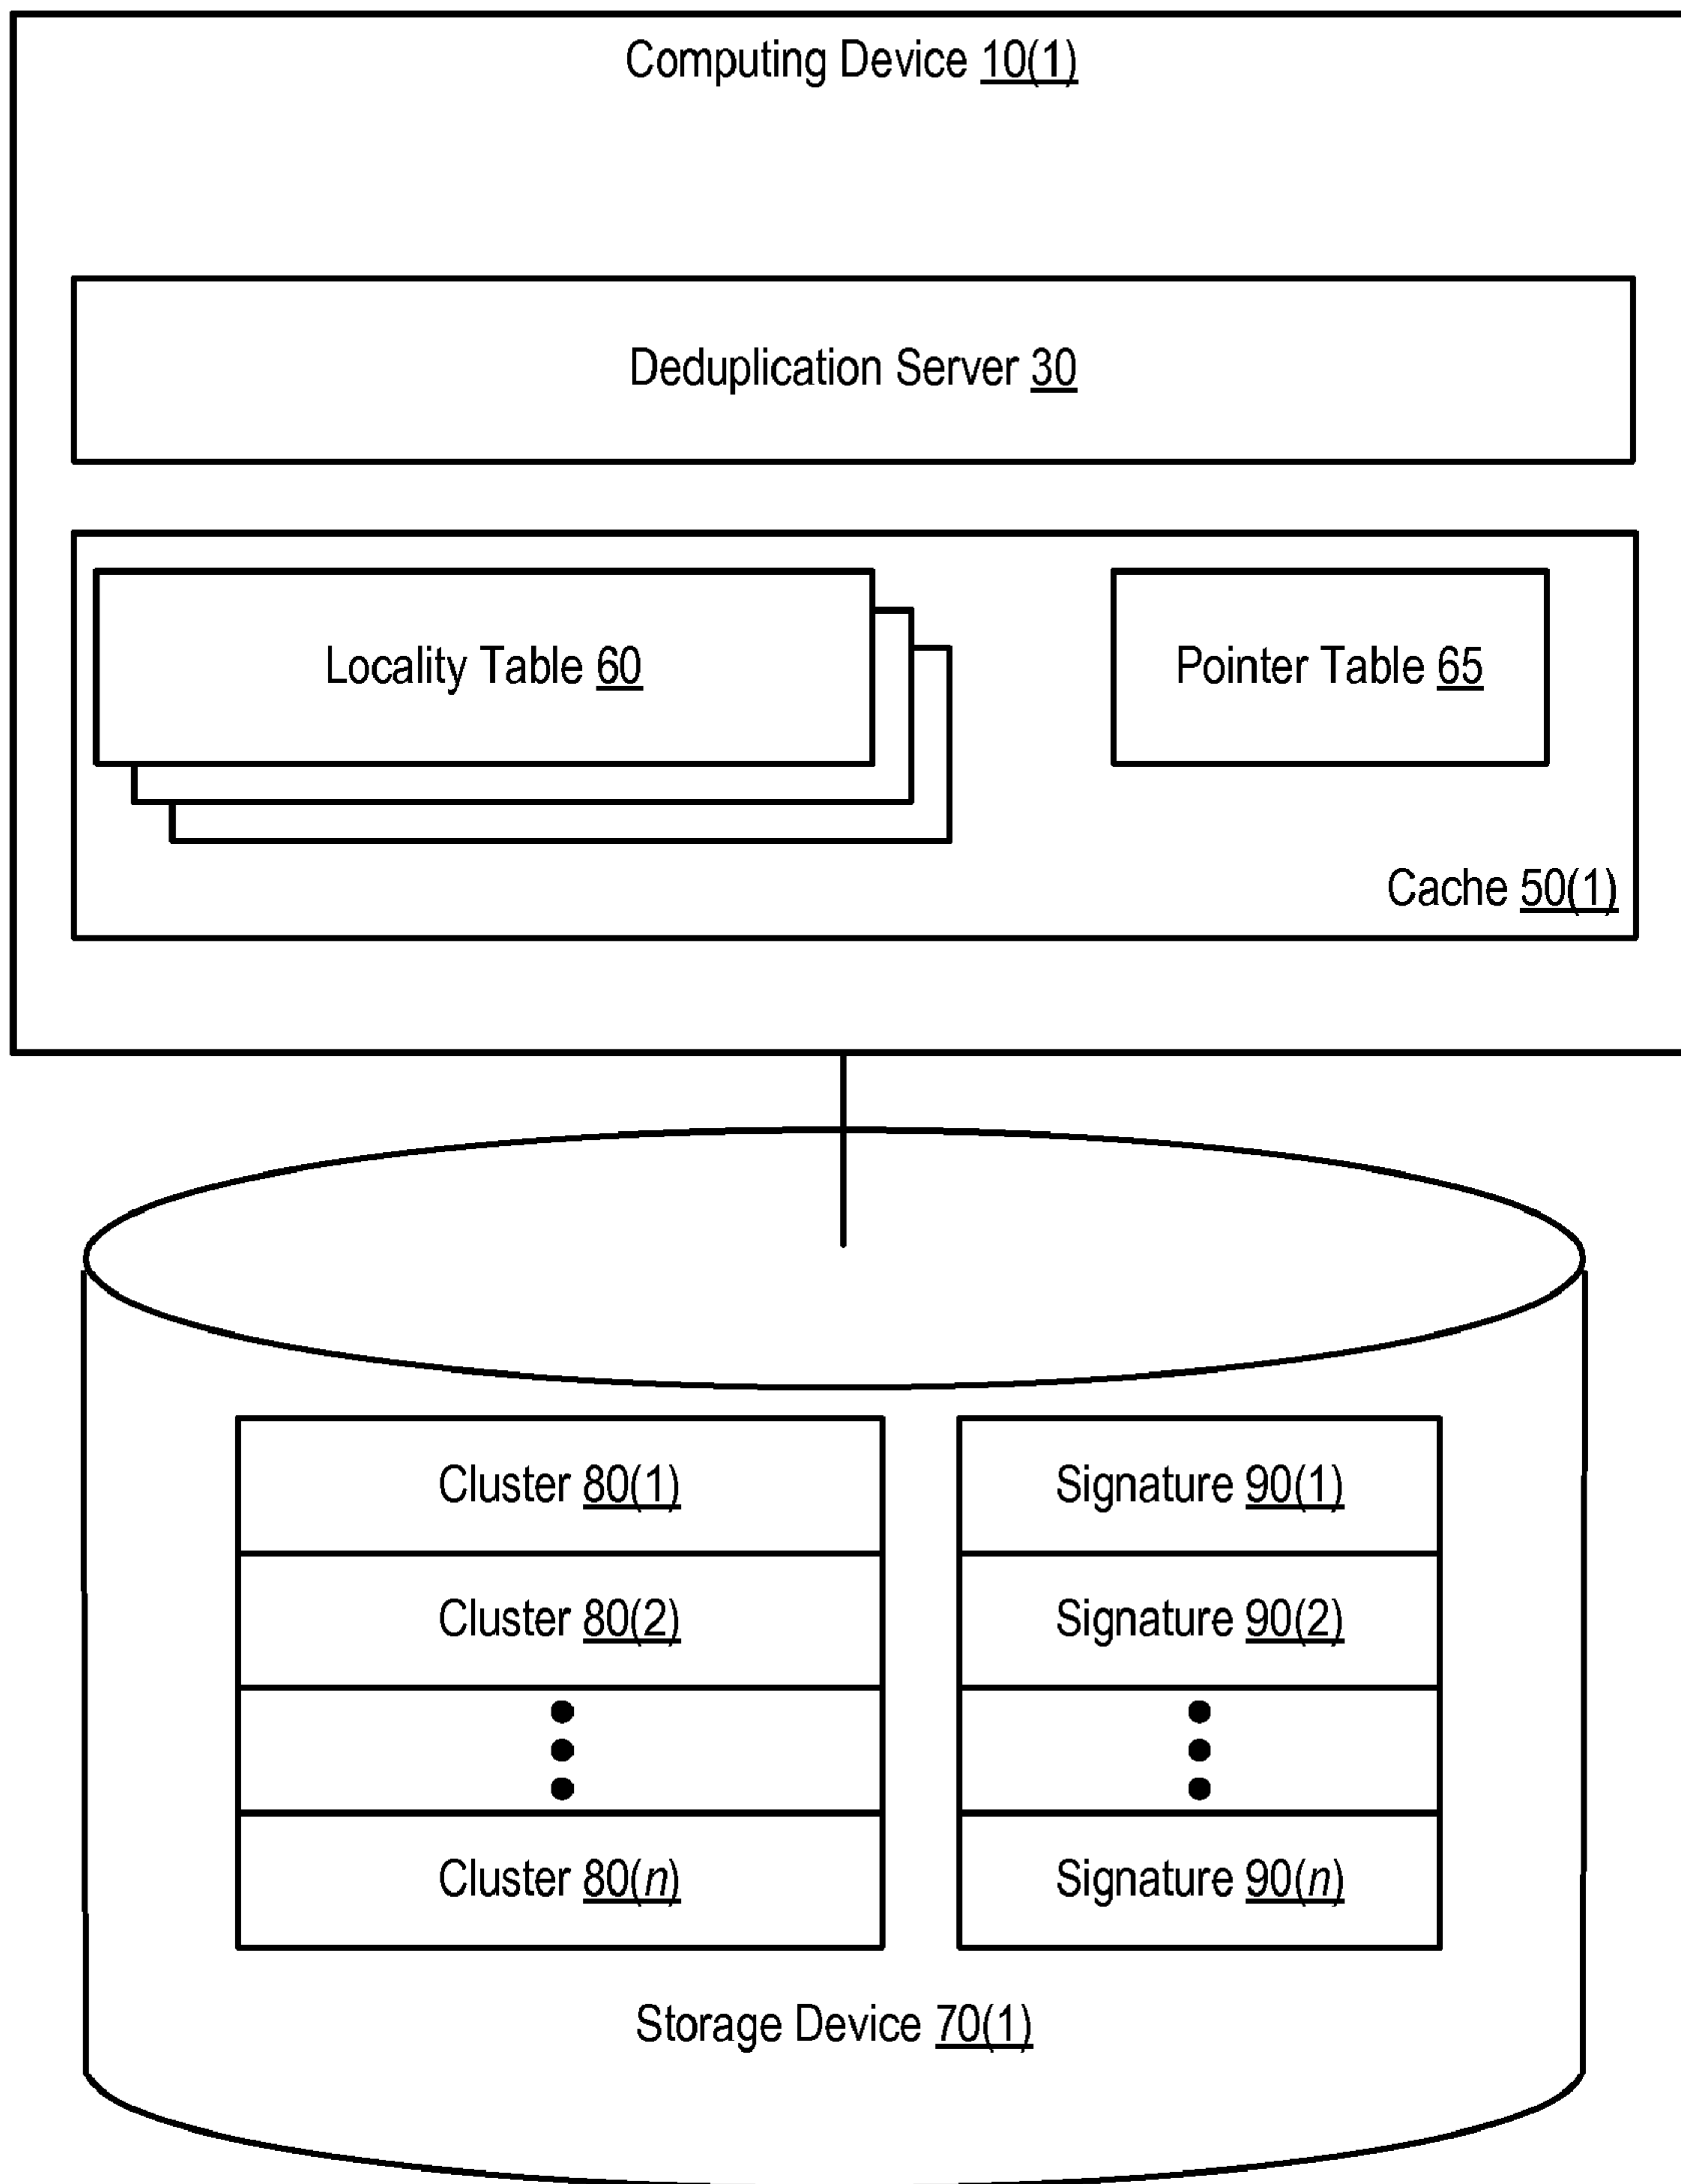 Computing Device 10(1)
Deduplication Server 30
Locality Table 60
Pointer Table 65
Cache 50(1)
Cluster 80(1)
Signature 90(1)
Cluster 80(2)
Signature 90(2)
Cluster 80(n)
Signature 90(n)
Storage Device 70(1)